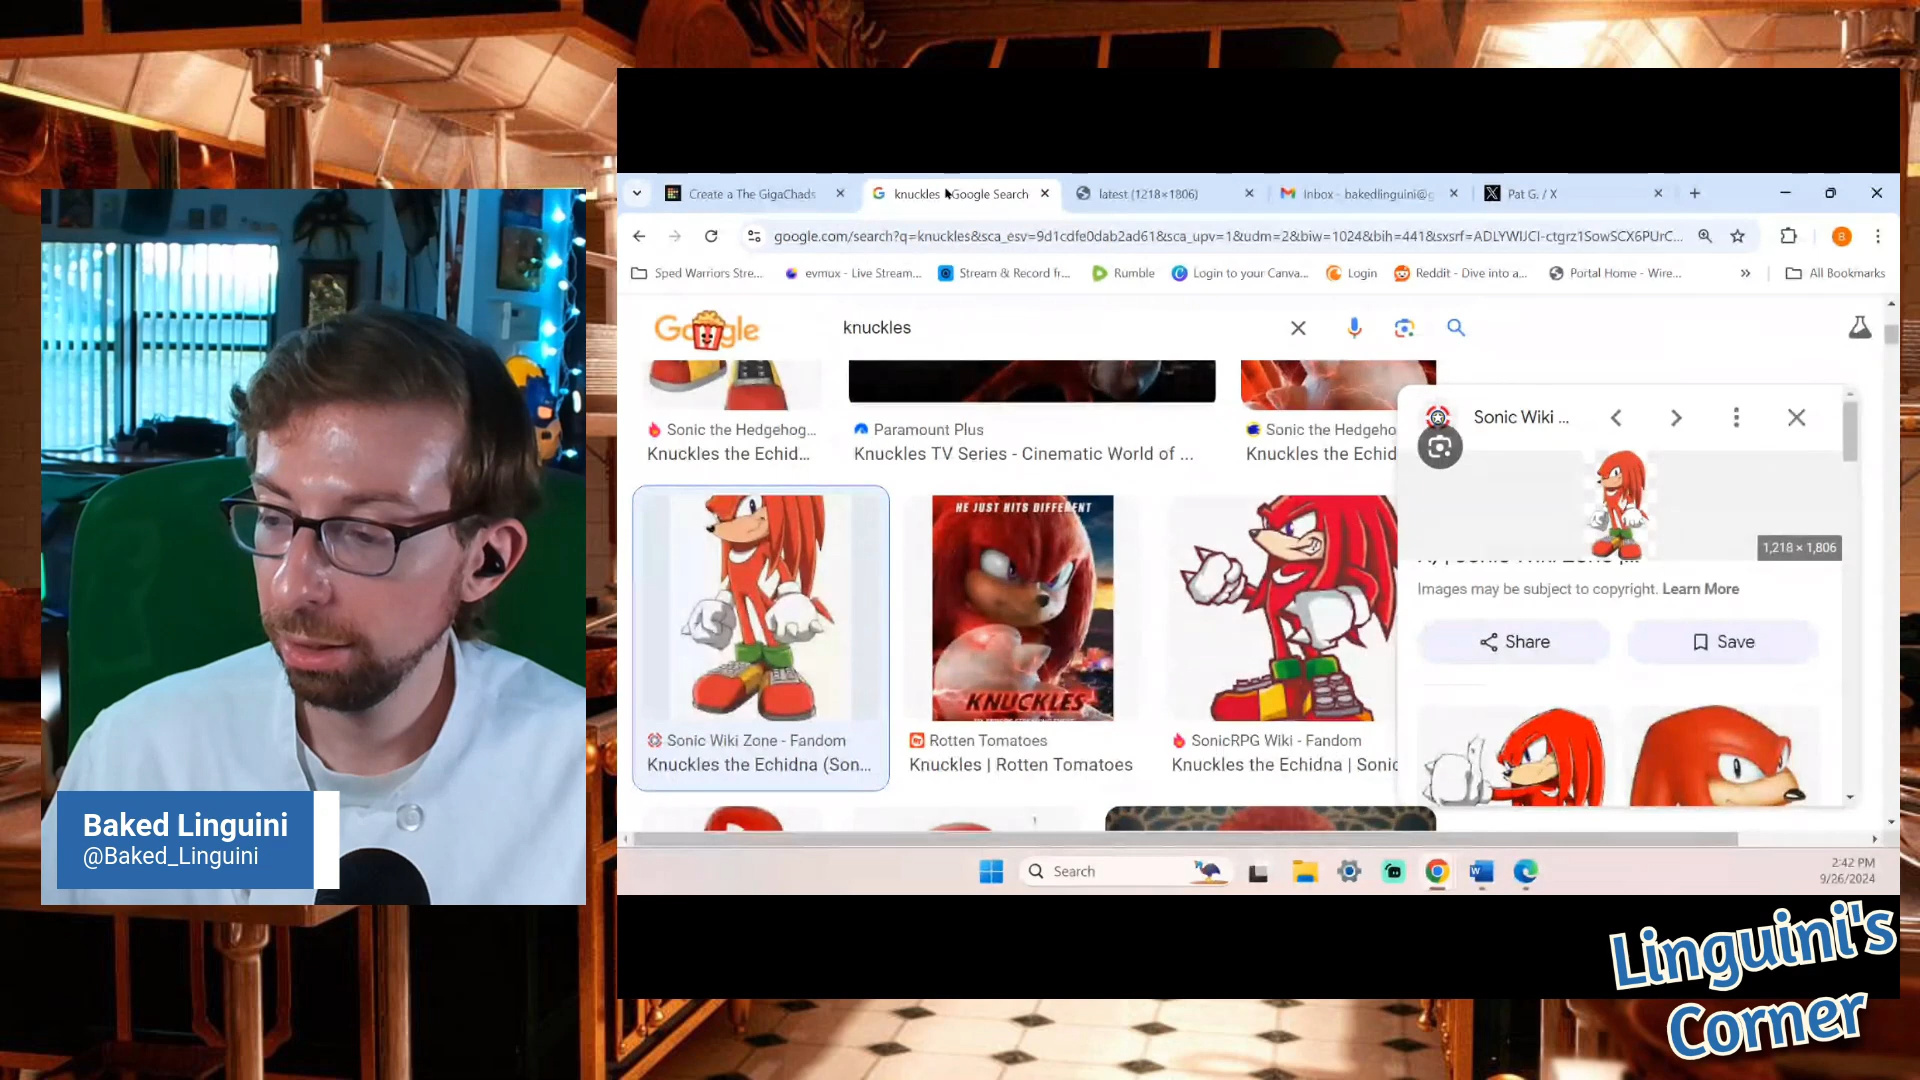 Create a The GigaChads
knuckles - Google Search
latest (1218×1806)
Inbox - bakedlinguini@g
Pat G. / X
google.com/search?q=knuckles&sca_esv=9d1cdfe0dab2ad61&sca_upv=1&udm=2&biw=1024&bih=441&sxsrf=ADLYWIJCI-ctgrz1SowSCX6PUrC...
Sped Warriors Stre...
evmux - Live Stream...
Stream & Record fr...
Rumble
Login to your Canva...
Login
Reddit - Dive into a...
Portal Home - Wire...
»
All Bookmarks
Google
knuckles
Sonic the Hedgehog...
Knuckles the Echid...
Paramount Plus
Knuckles TV Series - Cinematic World of ...
Sonic the Hedgeho
Knuckles the Echid
Sonic Wiki ...
1,218 × 1,806
Images may be subject to copyright. Learn More
Share
Save
HE JUST HITS DIFFERENT
KNUCKLES
Sonic Wiki Zone - Fandom
Knuckles the Echidna (Son...
Rotten Tomatoes
Knuckles | Rotten Tomatoes
SonicRPG Wiki - Fandom
Knuckles the Echidna | Sonic
Search
2:42 PM
9/26/2024
Baked Linguini
@Baked_Linguini
Linguini's
Corner